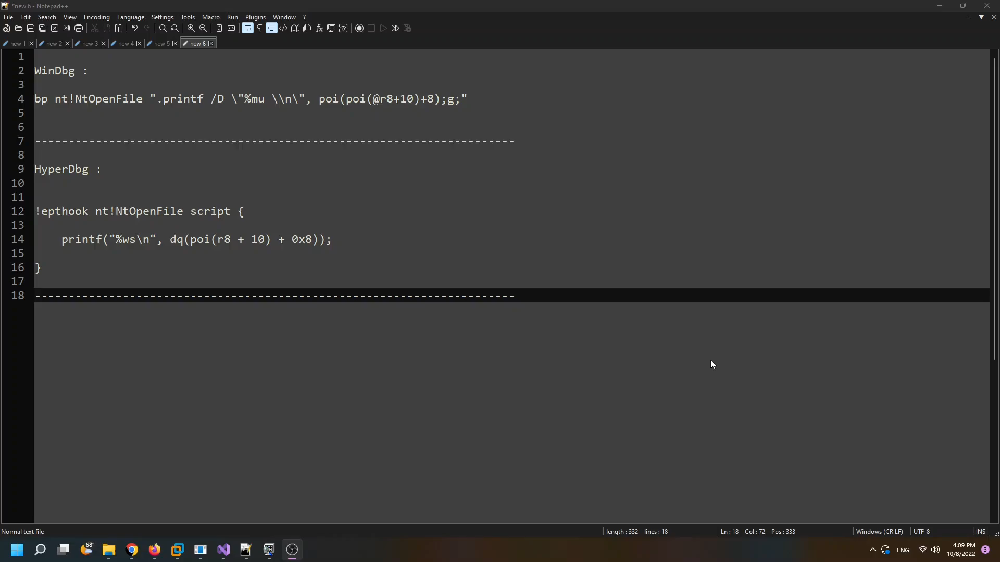 *new 6 - Notepad++
File Edit Search View Encoding Language Settings Tools Macro Run Plugins Window ?
new 1 new 2 new 3 new 4 new 5 new 6
1
2 WinDbg :
3
4 bp nt!NtOpenFile ".printf /D \"%mu \\n\", poi(poi(@r8+10)+8);g;"
5
6
7 -----------------------------------------------------------------------
8
9 HyperDbg :
10
11
12 !epthook nt!NtOpenFile script {
13
14 printf("%ws\n", dq(poi(r8 + 10) + 0x8));
15
16 }
17
18 -----------------------------------------------------------------------
Normal text file length : 332 lines : 18 Ln : 18 Col : 72 Pos : 333 Windows (CR LF) UTF-8 INS
68°
ENG
4:09 PM
10/8/2022
3